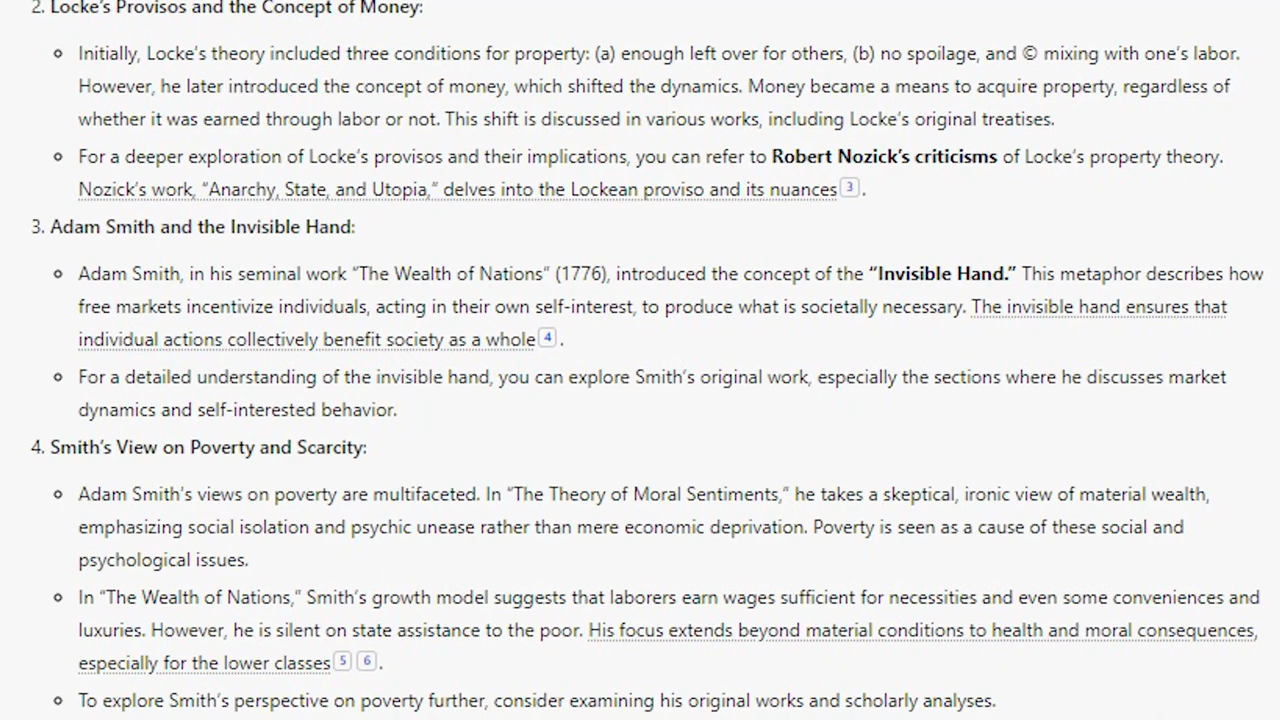 2. Locke's Provisos and the Concept of Money:
○ Initially, Locke's theory included three conditions for property: (a) enough left over for others, (b) no spoilage, and © mixing with one's labor.
However, he later introduced the concept of money, which shifted the dynamics. Money became a means to acquire property, regardless of
whether it was earned through labor or not. This shift is discussed in various works, including Locke's original treatises.
○ For a deeper exploration of Locke's provisos and their implications, you can refer to Robert Nozick's criticisms of Locke's property theory.
Nozick's work, “Anarchy, State, and Utopia,” delves into the Lockean proviso and its nuances 3 .
3. Adam Smith and the Invisible Hand:
○ Adam Smith, in his seminal work “The Wealth of Nations” (1776), introduced the concept of the “Invisible Hand.” This metaphor describes how
free markets incentivize individuals, acting in their own self-interest, to produce what is societally necessary. The invisible hand ensures that
individual actions collectively benefit society as a whole 4 .
○ For a detailed understanding of the invisible hand, you can explore Smith's original work, especially the sections where he discusses market
dynamics and self-interested behavior.
4. Smith's View on Poverty and Scarcity:
○ Adam Smith's views on poverty are multifaceted. In “The Theory of Moral Sentiments,” he takes a skeptical, ironic view of material wealth,
emphasizing social isolation and psychic unease rather than mere economic deprivation. Poverty is seen as a cause of these social and
psychological issues.
○ In “The Wealth of Nations,” Smith's growth model suggests that laborers earn wages sufficient for necessities and even some conveniences and
luxuries. However, he is silent on state assistance to the poor. His focus extends beyond material conditions to health and moral consequences,
especially for the lower classes 5 6 .
○ To explore Smith's perspective on poverty further, consider examining his original works and scholarly analyses.